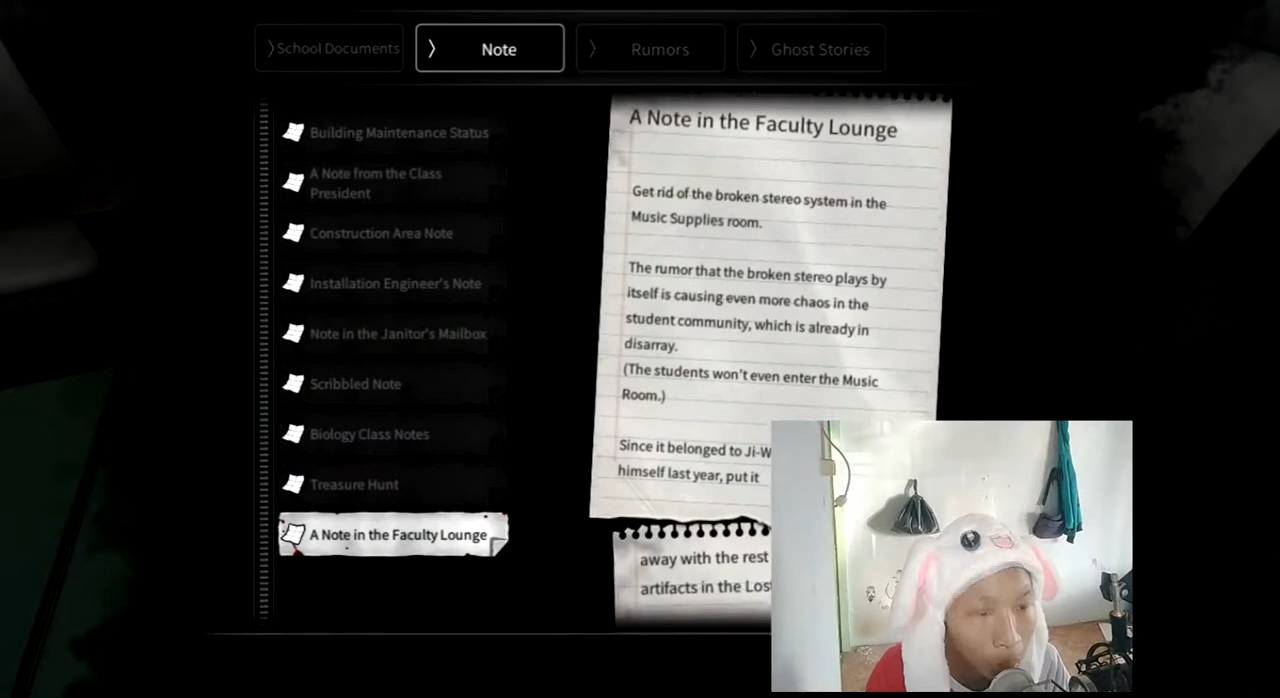 School Documents
Note
Rumors
Ghost Stories
Building Maintenance Status
A Note from the Class
President
Construction Area Note
Installation Engineer's Note
Note in the Janitor's Mailbox
Scribbled Note
Biology Class Notes
Treasure Hunt
A Note in the Faculty Lounge
A Note in the Faculty Lounge
Get rid of the broken stereo system in the
Music Supplies room.
The rumor that the broken stereo plays by
itself is causing even more chaos in the
student community, which is already in
disarray.
(The students won't even enter the Music
Room.)
Since it belonged to Ji-W
himself last year, put it
away with the rest
artifacts in the Los